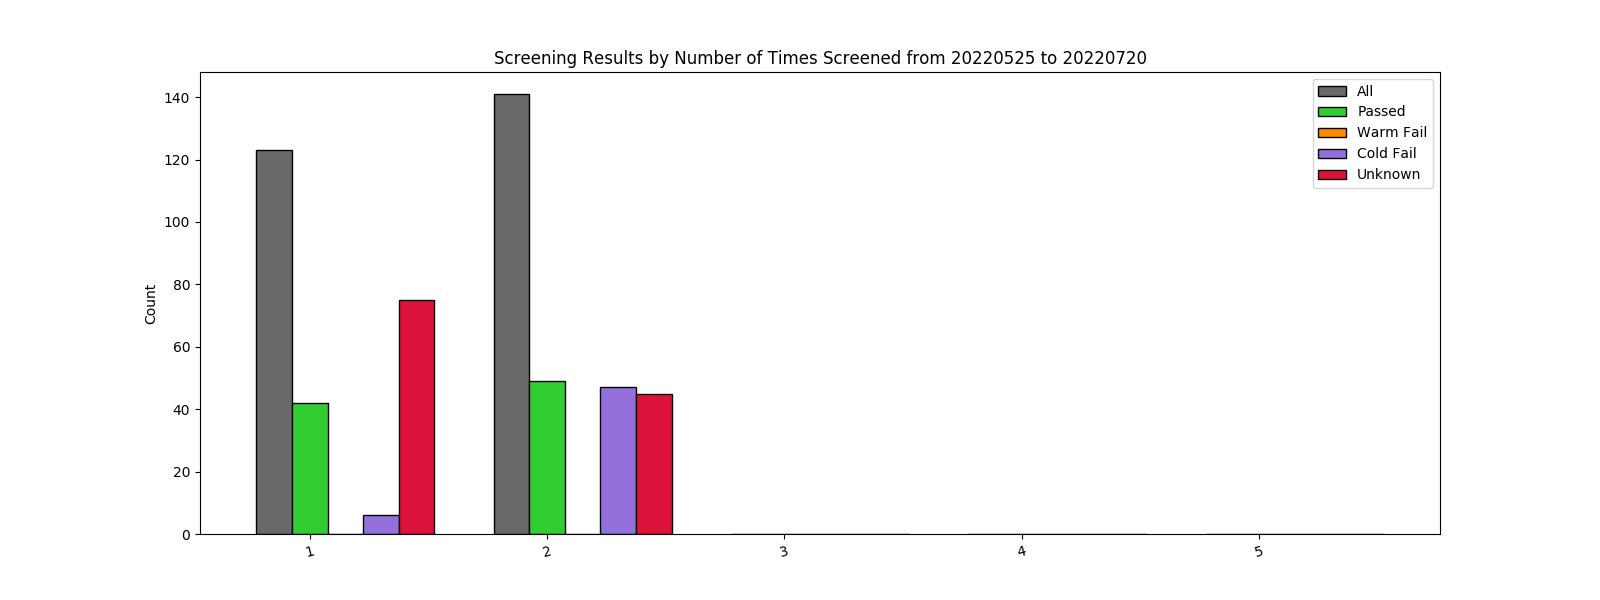 Screening Results by Number of Times Screened from 20220525 to 20220720
All
Passed
Warm Fail
Cold Fail
Unknown
Count
140
120
100
80
60
40
20
0
1
2
3
4
5